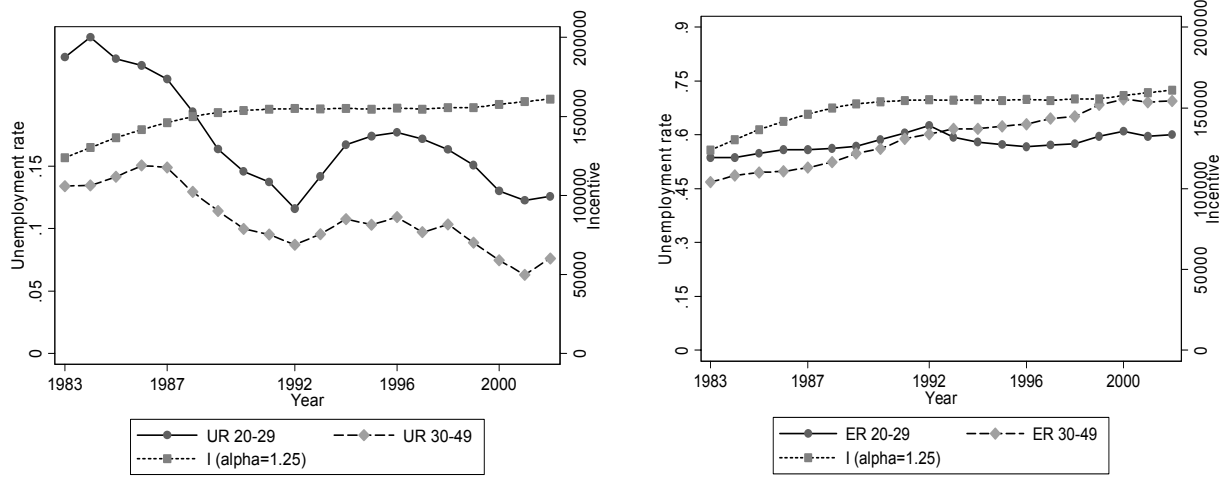 Unemployment rate
0 .05 .1 .15
0 50000 100000 150000 200000
Incentive
1983 1987 1992 1996 2000
Year
UR 20-29 UR 30-49
I (alpha=1.25)
Unemployment rate
0 .15 .3 .45 .6 .75 .9
0 50000 100000 150000 200000
Incentive
1983 1987 1992 1996 2000
Year
ER 20-29 ER 30-49
I (alpha=1.25)